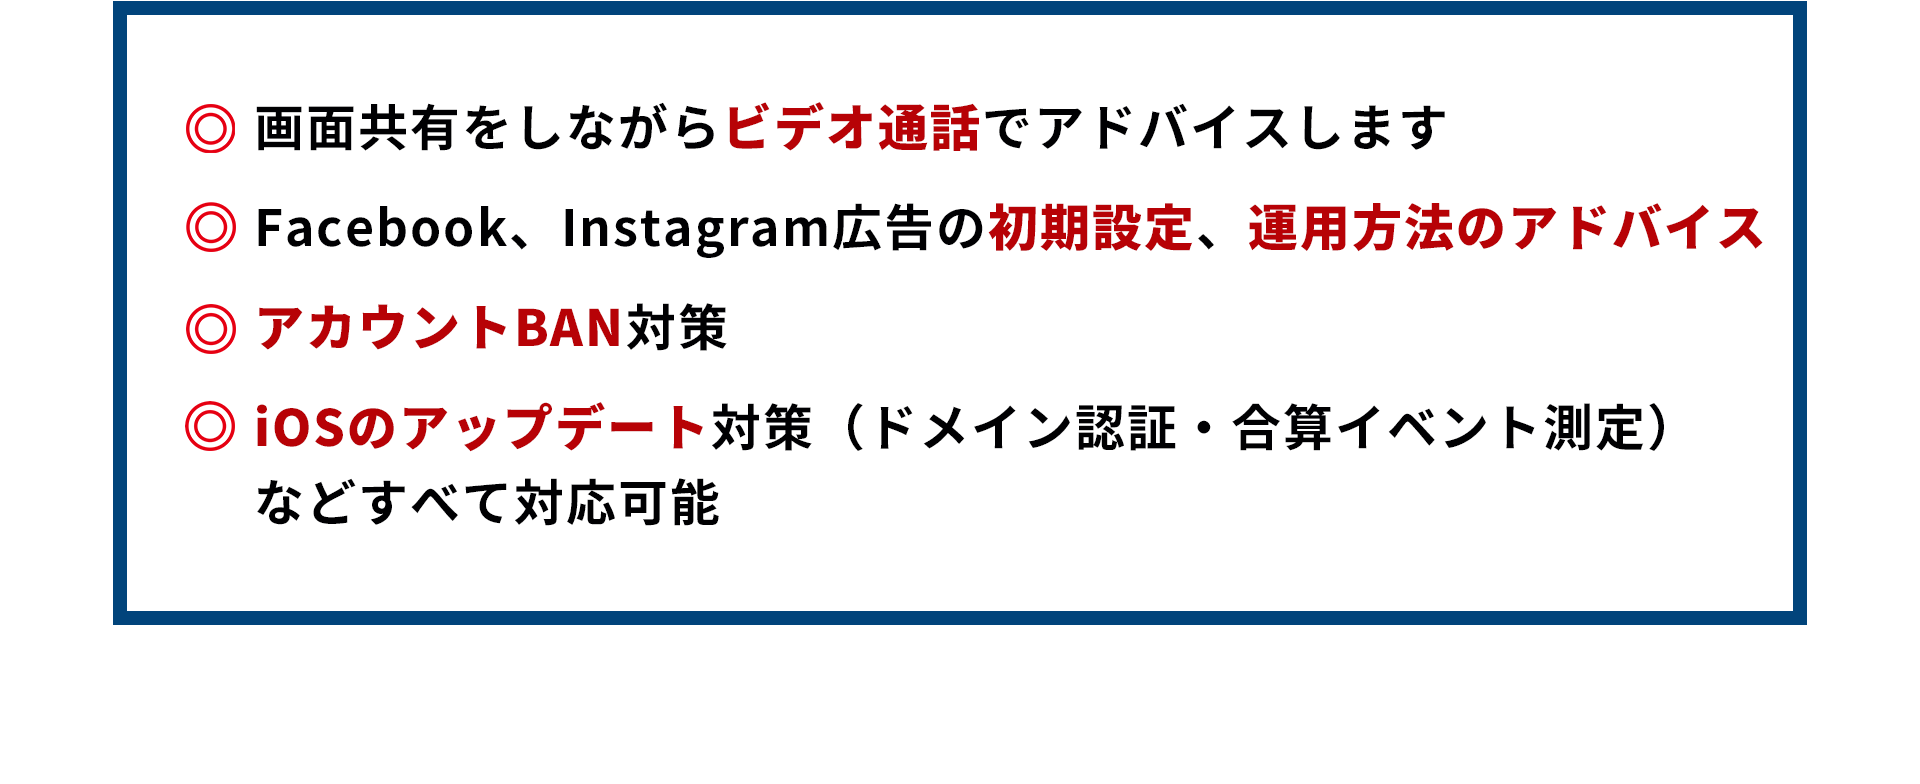 ◎ 画面共有をしながらビデオ通話でアドバイスします
◎ Facebook、Instagram広告の初期設定、運用方法のアドバイス
◎ アカウントBAN対策
◎ iOSのアップデート対策（ドメイン認証・合算イベント測定）
などすべて対応可能